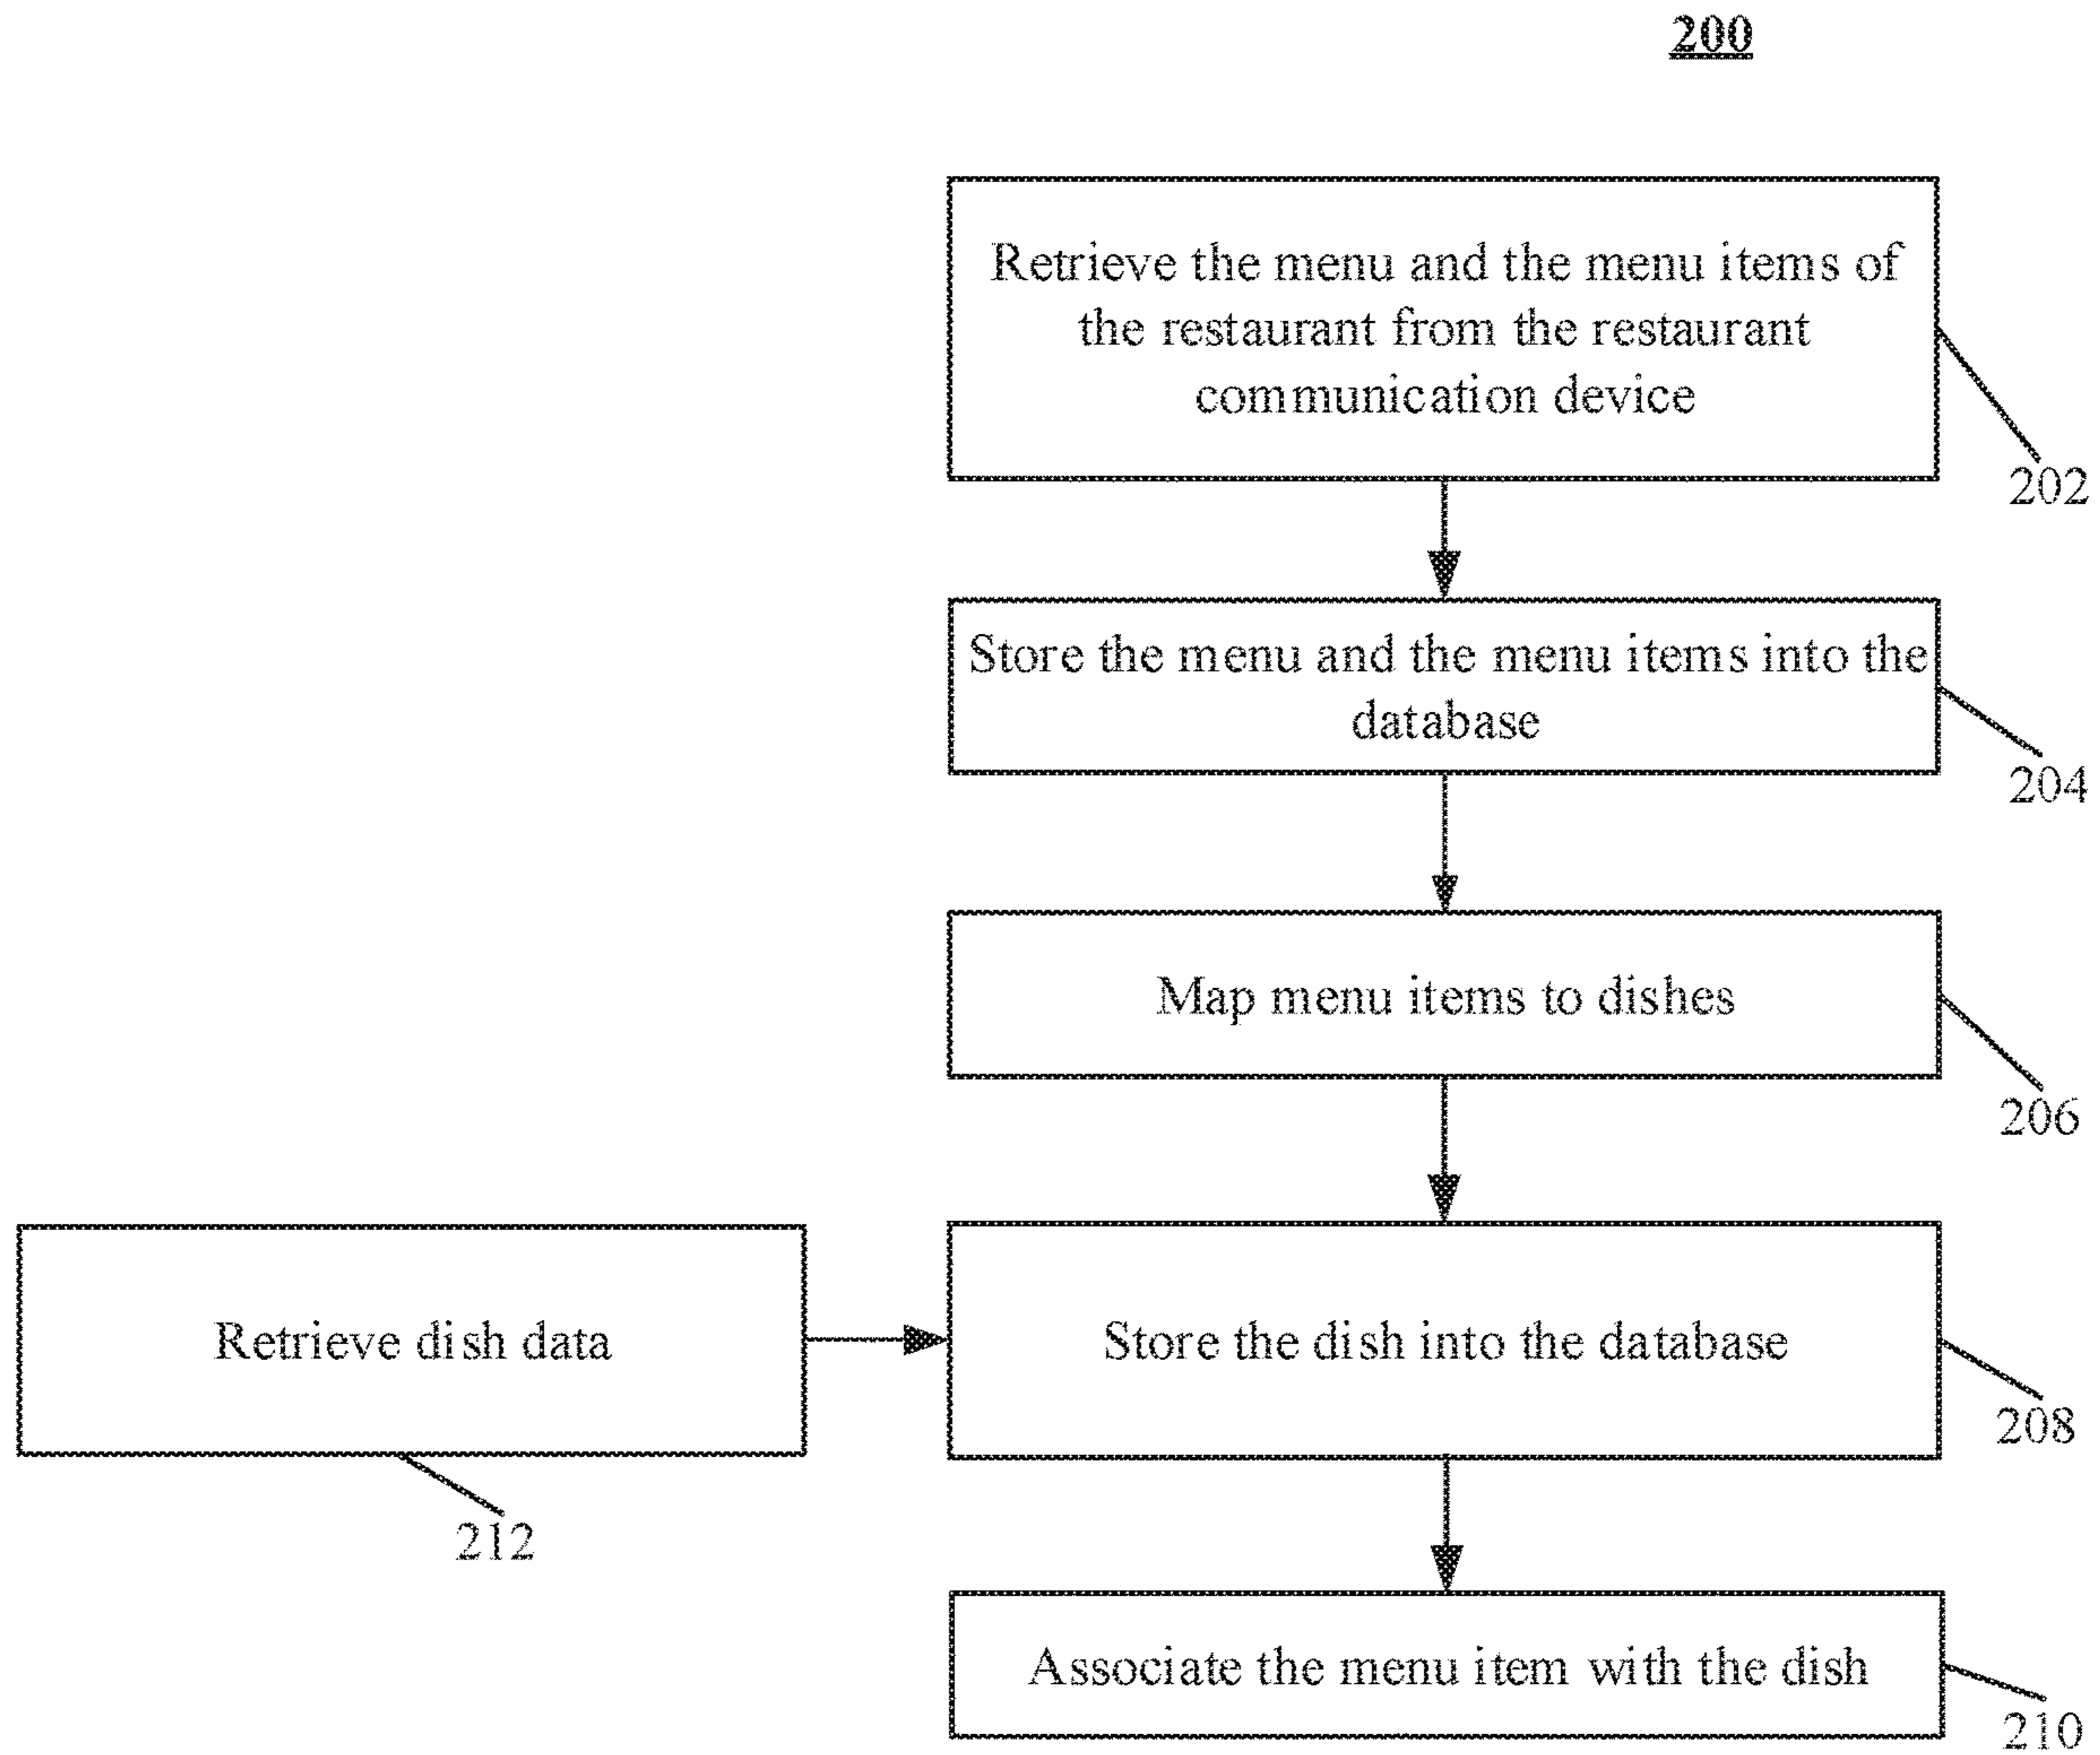 200
Retrieve the menu and the menu items of
the restaurant from the restaurant
communication device
202
Store the menu and the menu items into the
database
204
Map menu items to dishes
206
Retrieve dish data
212
Store the dish into the database
208
Associate the menu item with the dish
210